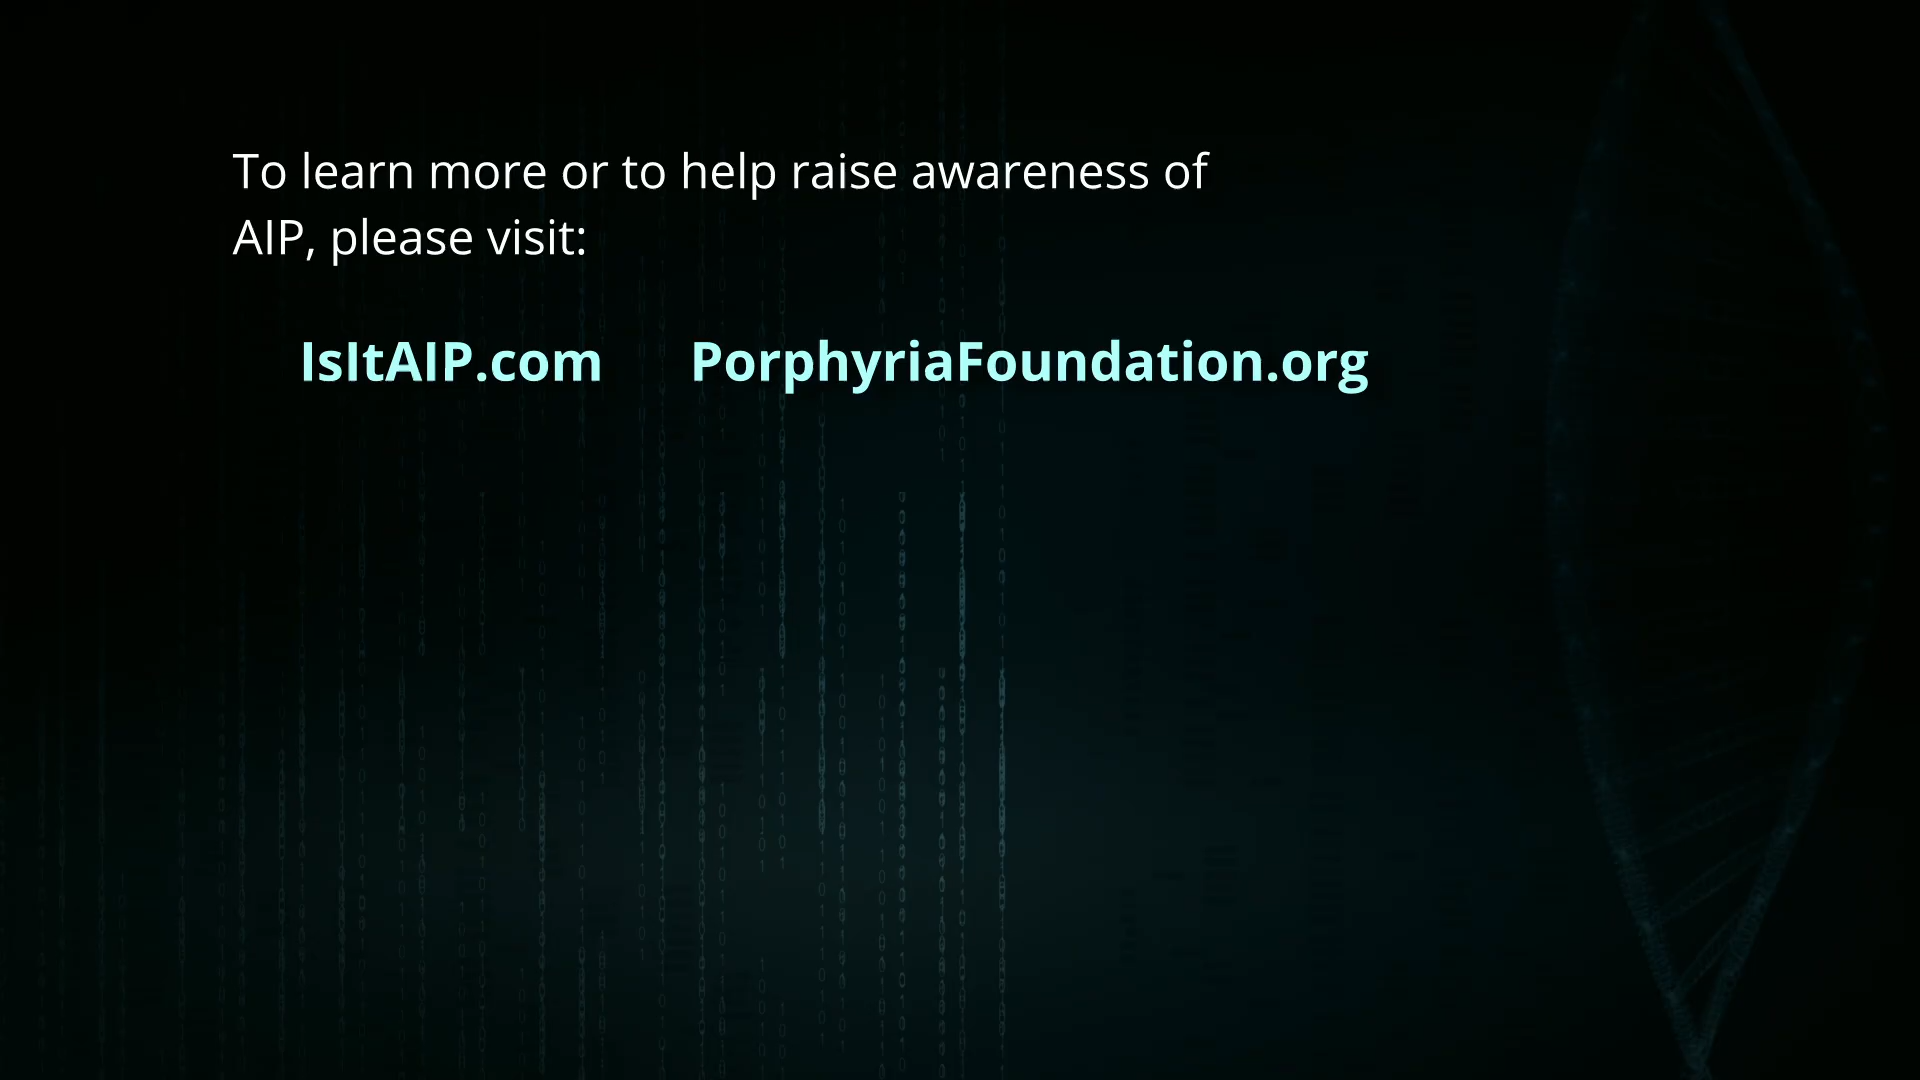 To learn more or to help raise awareness of
AIP, please visit:
IsItAIP.com PorphyriaFoundation.org